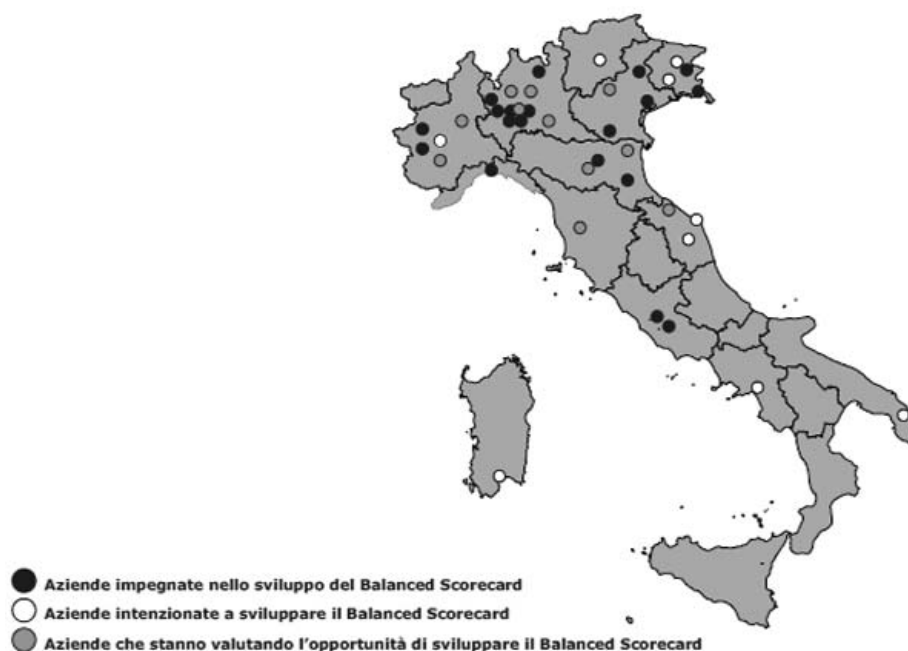 Aziende impegnate nello sviluppo del Balanced Scorecard
Aziende intenzionate a sviluppare il Balanced Scorecard
Aziende che stanno valutando l'opportunità di sviluppare il Balanced Scorecard